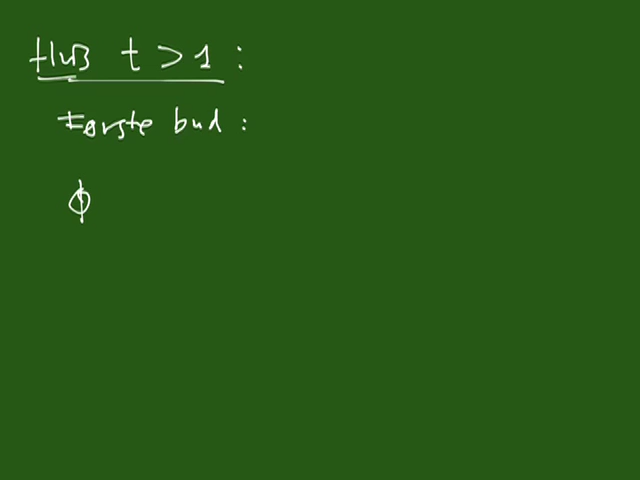 Hvis t > 1 :
Første bud :
ϕ